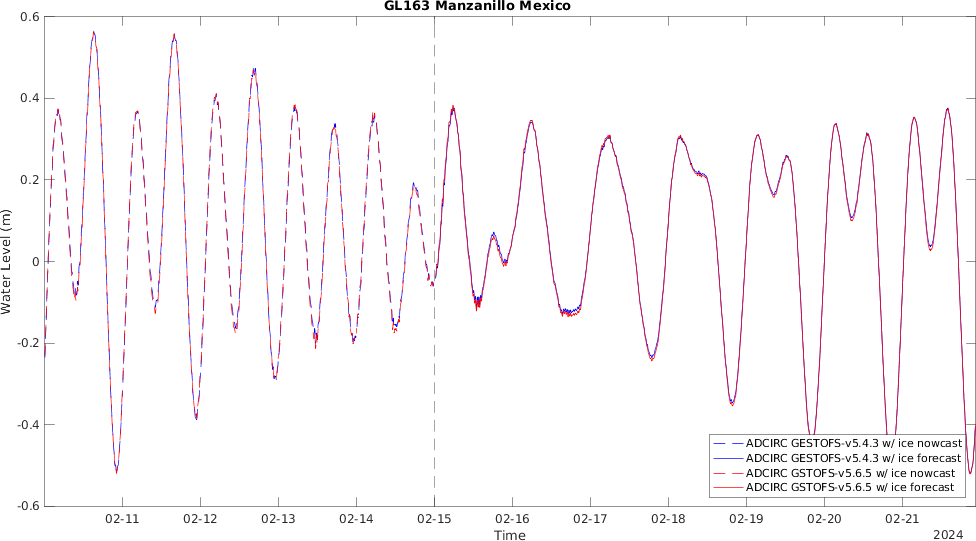 GL163 Manzanillo Mexico
0.6
0.4
0.2
0
-0.2
-0.4
-0.6
Water Level (m)
ADCIRC GESTOFS-v5.4.3 w/ ice nowcast
ADCIRC GESTOFS-v5.4.3 w/ ice forecast
ADCIRC GSTOFS-v5.6.5 w/ ice nowcast
ADCIRC GSTOFS-v5.6.5 w/ ice forecast
02-11 02-12 02-13 02-14 02-15 02-16 02-17 02-18 02-19 02-20 02-21
Time
2024